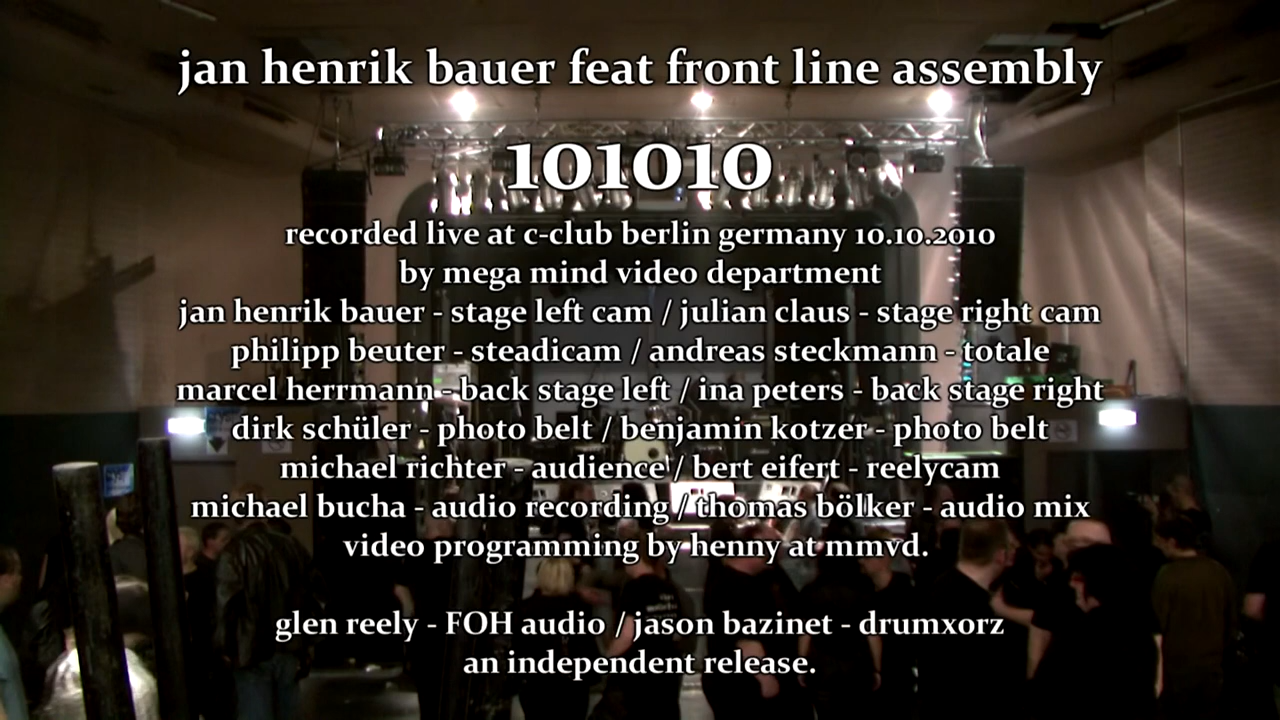 jan henrik bauer feat front line assembly
101010
recorded live at c-club berlin germany 10.10.2010
by mega mind video department
jan henrik bauer - stage left cam / julian claus - stage right cam
philipp beuter - steadicam / andreas steckmann - totale
marcel herrmann - back stage left / ina peters - back stage right
dirk schüler - photo belt / benjamin kotzer - photo belt
michael richter - audience / bert eifert - reelycam
michael bucha - audio recording / thomas bölker - audio mix
video programming by henny at mmvd.
glen reely - FOH audio / jason bazinet - drumxorz
an independent release.